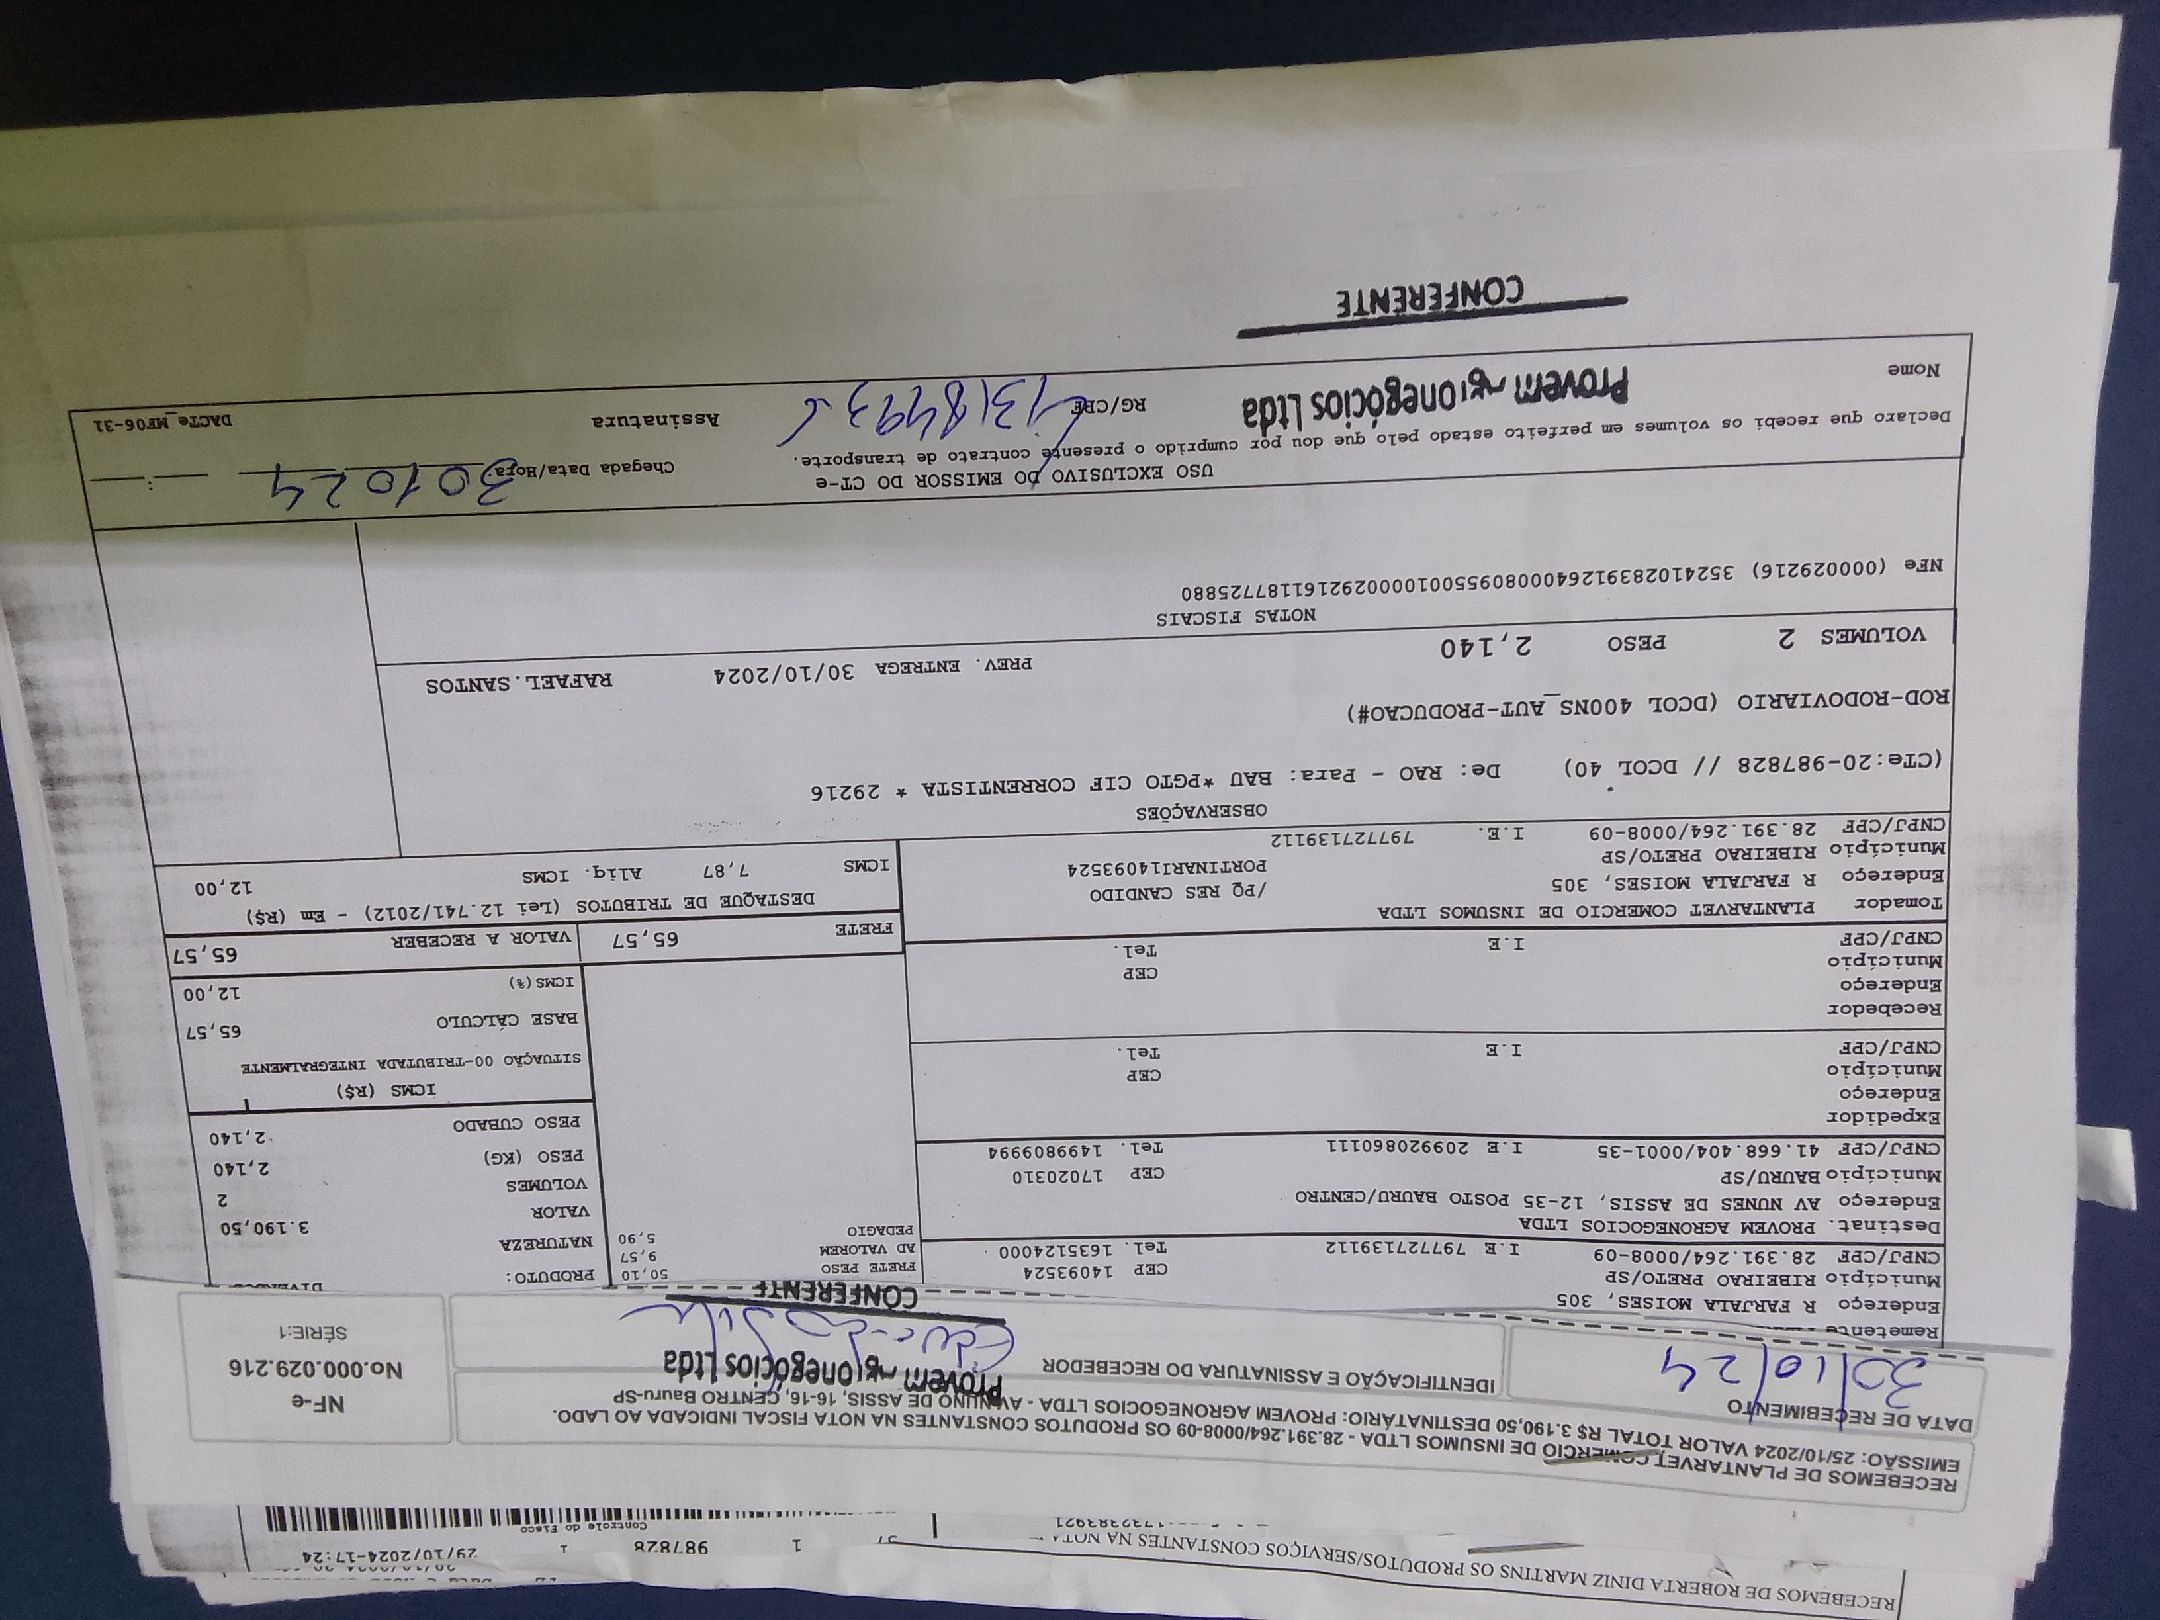 RECEBEMOS DE ROBERTA DINIZ MARTINS OS PRODUTOS/SERVIÇOS CONSTANTES NA NOTA
57 1 987828 1 29/10/2024-17:24
Controle do Fisco
RECEBEMOS DE PLANTARVET COMERCIO DE INSUMOS LTDA - 28.391.264/0008-09 OS PRODUTOS CONSTANTES NA NOTA FISCAL INDICADA AO LADO.
EMISSÃO: 25/10/2024 VALOR TOTAL R$ 3.190,50 DESTINATÁRIO: PROVEM AGRONEGOCIOS LTDA - AV NUNO DE ASSIS, 16-16, CENTRO Bauru-SP
DATA DE RECEBIMENTO
30/10/24
IDENTIFICAÇÃO E ASSINATURA DO RECEBEDOR
Provem Agronegócios Ltda
CONFERENTE
NF-e
No.000.029.216
SÉRIE:1
Remetente
Endereço R FARJALA MOISES, 305
Município RIBEIRAO PRETO/SP CEP 14093524
CNPJ/CPF 28.391.264/0008-09 I.E 797727139112 Tel. 1635124000
Destinat. PROVEM AGRONEGOCIOS LTDA
Endereço AV NUNES DE ASSIS, 12-35 POSTO BAURU/CENTRO
Município BAURU/SP CEP 17020310
CNPJ/CPF 41.668.404/0001-35 I.E 209920860111 Tel. 1499809994
Expedidor
Endereço
Município CEP
CNPJ/CPF I.E Tel.
Recebedor
Endereço
Município CEP
CNPJ/CPF I.E Tel.
Tomador PLANTARVET COMERCIO DE INSUMOS LTDA
Endereço R FARJALA MOISES, 305 /PQ RES CANDIDO
Município RIBEIRAO PRETO/SP PORTINARI14093524
CNPJ/CPF 28.391.264/0008-09 I.E. 797727139112
FRETE PESO 50,10
AD VALOREM 9,57
PEDAGIO 5,90
PRODUTO: DIVERSOS
NATUREZA
VALOR 3.190,50
VOLUMES 2
PESO (KG) 2,140
PESO CUBADO 2,140
ICMS (R$)
SITUAÇÃO 00-TRIBUTADA INTEGRALMENTE
BASE CÁLCULO 65,57
ICMS(%) 12,00
FRETE 65,57 VALOR A RECEBER 65,57
DESTAQUE DE TRIBUTOS (Lei 12.741/2012) - Em (R$)
ICMS 7,87 Aliq. ICMS 12,00
OBSERVAÇÕES
(CTe:20-987828 // DCOL 40) De: RAO - Para: BAU *PGTO CIF CORRENTISTA * 29216
ROD-RODOVIARIO (DCOL 400NS_AUT-PRODUCAO#)
PREV. ENTREGA 30/10/2024 RAFAEL.SANTOS
VOLUMES 2 PESO 2,140
NOTAS FISCAIS
NFe (000029216) 35241028391264000809550010000292161187725880
USO EXCLUSIVO DO EMISSOR DO CT-e
Declaro que recebi os volumes em perfeito estado pelo que dou por cumprido o presente contrato de transporte.
Chegada Data/Hora: 30 10 24
Nome
Provem Agronegócios Ltda
RG/CPF
Assinatura
DACTe_MF06-31
CONFERENTE